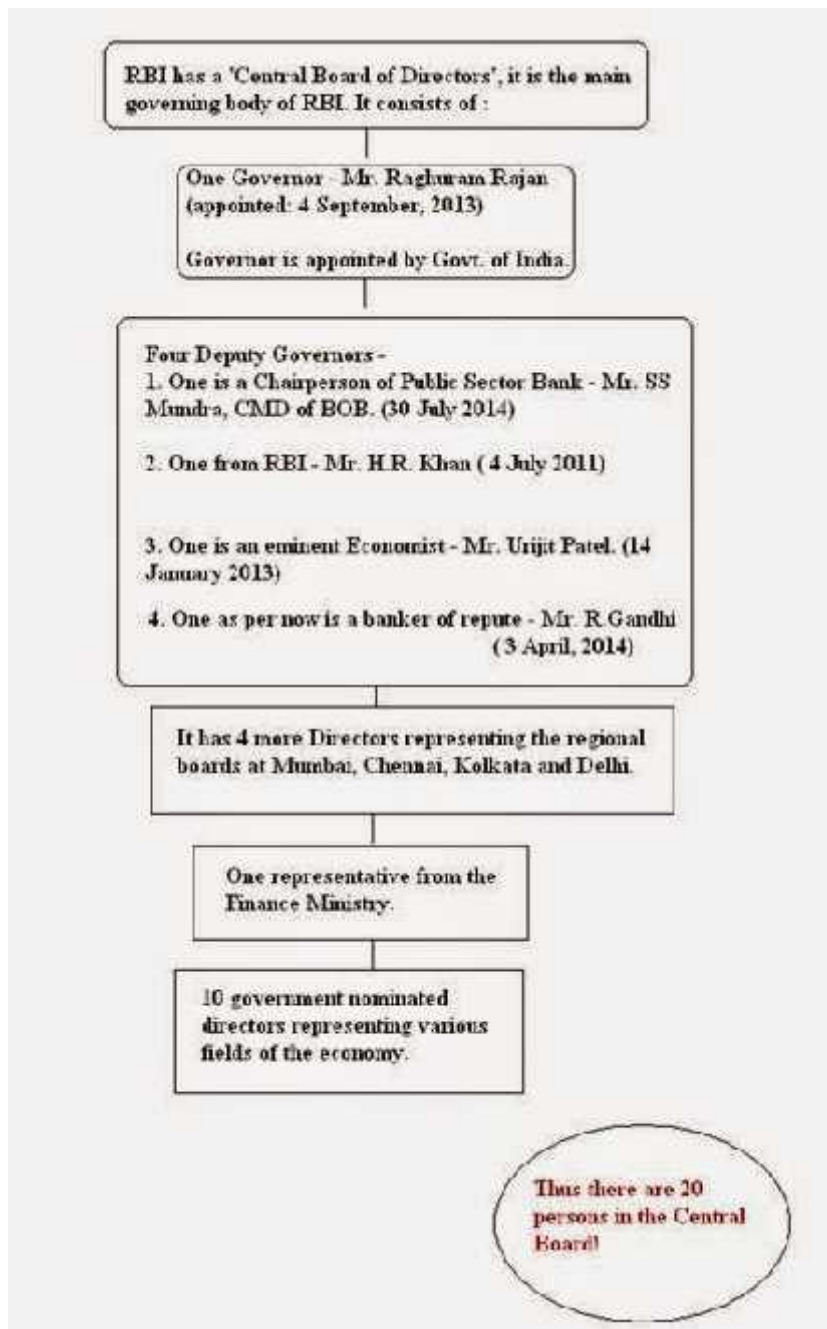 RBI has a 'Central Board of Directors', it is the main
governing body of RBI. It consists of :
One Governor - Mr. Raghuram Rajan
(appointed: 4 September, 2013)
Governor is appointed by Govt. of India.
Four Deputy Governors -
1. One is a Chairperson of Public Sector Bank - Mr. SS
Mundra, CMD of BOB. (30 July 2014)
2. One from RBI - Mr. H.R. Khan ( 4 July 2011)
3. One is an eminent Economist - Mr. Urijit Patel. (14
January 2013)
4. One as per now is a banker of repute - Mr. R.Gandhi
( 3 April, 2014)
It has 4 more Directors representing the regional
boards at Mumbai, Chennai, Kolkata and Delhi.
One representative from the
Finance Ministry.
10 government nominated
directors representing various
fields of the economy.
Thus there are 20
persons in the Central
Board!